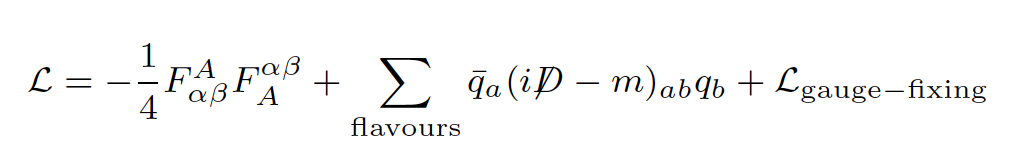 $\mathcal{L} = -\frac{1}{4} F^{A}_{\alpha\beta} F^{\alpha\beta}_{A} + \sum_{\text{flavours}} \bar{q}_a (i\not{D} - m)_{ab} q_b + \mathcal{L}_{\text{gauge-fixing}}$